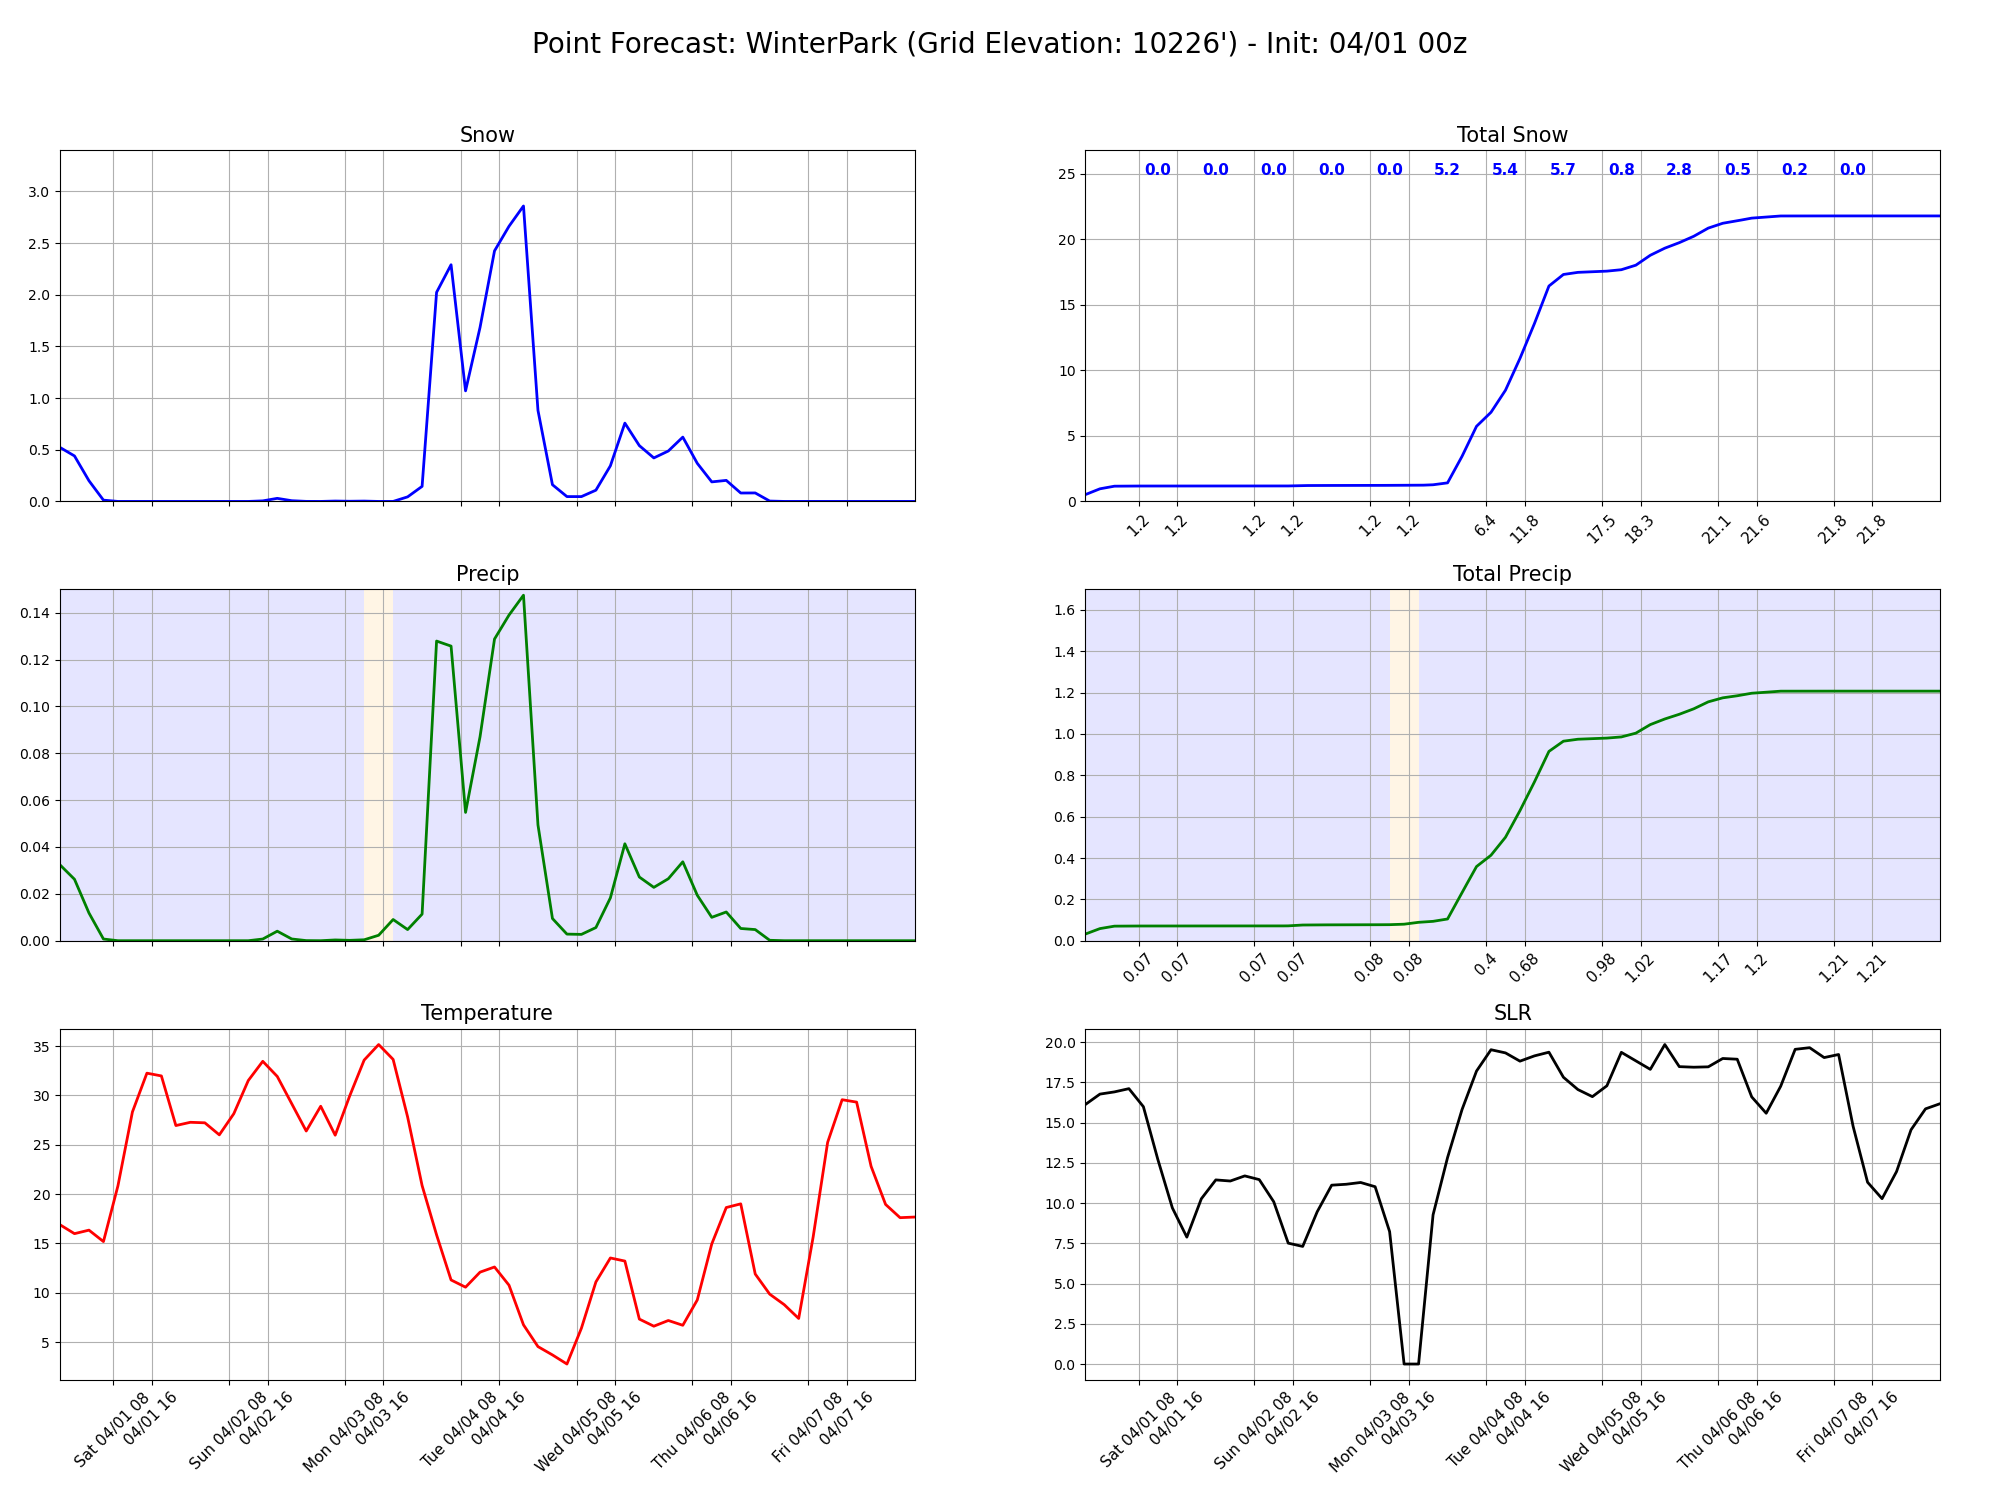 Point Forecast: WinterPark (Grid Elevation: 10226') - Init: 04/01 00z
Snow
3.0
2.5
2.0
1.5
1.0
0.5
0.0
Total Snow
0.0 0.0 0.0 0.0 0.0 5.2 5.4 5.7 0.8 2.8 0.5 0.2 0.0
25
20
15
10
5
0
1.2 1.2 1.2 1.2 1.2 1.2 6.4 11.8 17.5 18.3 21.1 21.6 21.8 21.8
Precip
0.14
0.12
0.10
0.08
0.06
0.04
0.02
0.00
Total Precip
1.6
1.4
1.2
1.0
0.8
0.6
0.4
0.2
0.0
0.07 0.07 0.07 0.07 0.08 0.08 0.4 0.68 0.98 1.02 1.17 1.2 1.21 1.21
Temperature
35
30
25
20
15
10
5
Sat 04/01 08
04/01 16
Sun 04/02 08
04/02 16
Mon 04/03 08
04/03 16
Tue 04/04 08
04/04 16
Wed 04/05 08
04/05 16
Thu 04/06 08
04/06 16
Fri 04/07 08
04/07 16
SLR
20.0
17.5
15.0
12.5
10.0
7.5
5.0
2.5
0.0
Sat 04/01 08
04/01 16
Sun 04/02 08
04/02 16
Mon 04/03 08
04/03 16
Tue 04/04 08
04/04 16
Wed 04/05 08
04/05 16
Thu 04/06 08
04/06 16
Fri 04/07 08
04/07 16